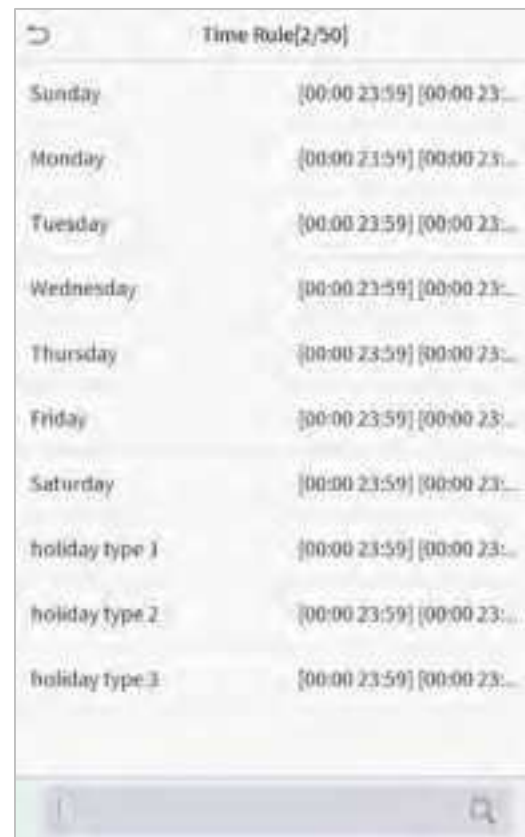 Time Rule[2/50]
Sunday [00:00 23:59] [00:00 23:...
Monday [00:00 23:59] [00:00 23:...
Tuesday [00:00 23:59] [00:00 23:...
Wednesday [00:00 23:59] [00:00 23:...
Thursday [00:00 23:59] [00:00 23:...
Friday [00:00 23:59] [00:00 23:...
Saturday [00:00 23:59] [00:00 23:...
holiday type 1 [00:00 23:59] [00:00 23:...
holiday type 2 [00:00 23:59] [00:00 23:...
holiday type 3 [00:00 23:59] [00:00 23:...